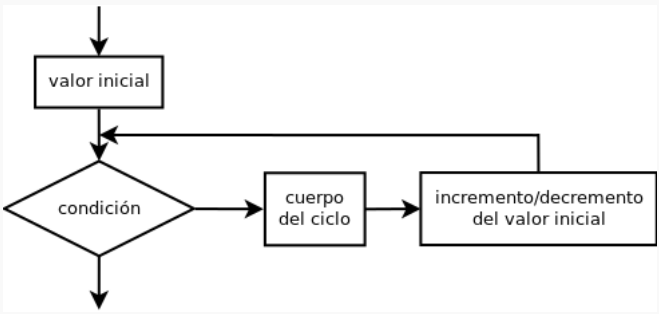 valor inicial
condición
cuerpo
del ciclo
incremento/decremento
del valor inicial